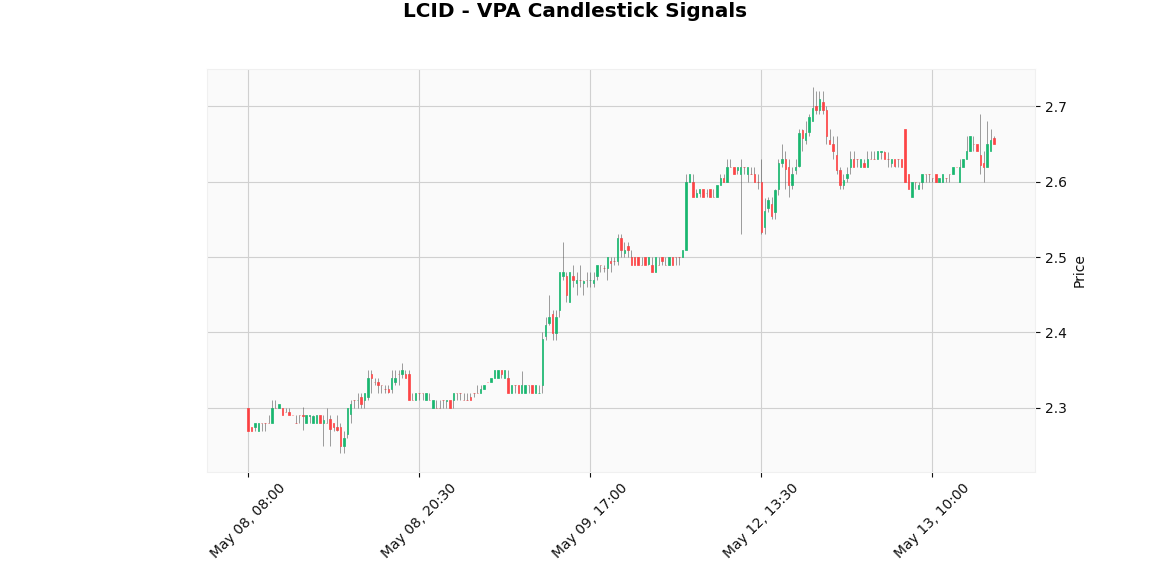 LCID - VPA Candlestick Signals
2.7
2.6
2.5
2.4
2.3
Price
May 08, 08:00
May 08, 20:30
May 09, 17:00
May 12, 13:30
May 13, 10:00